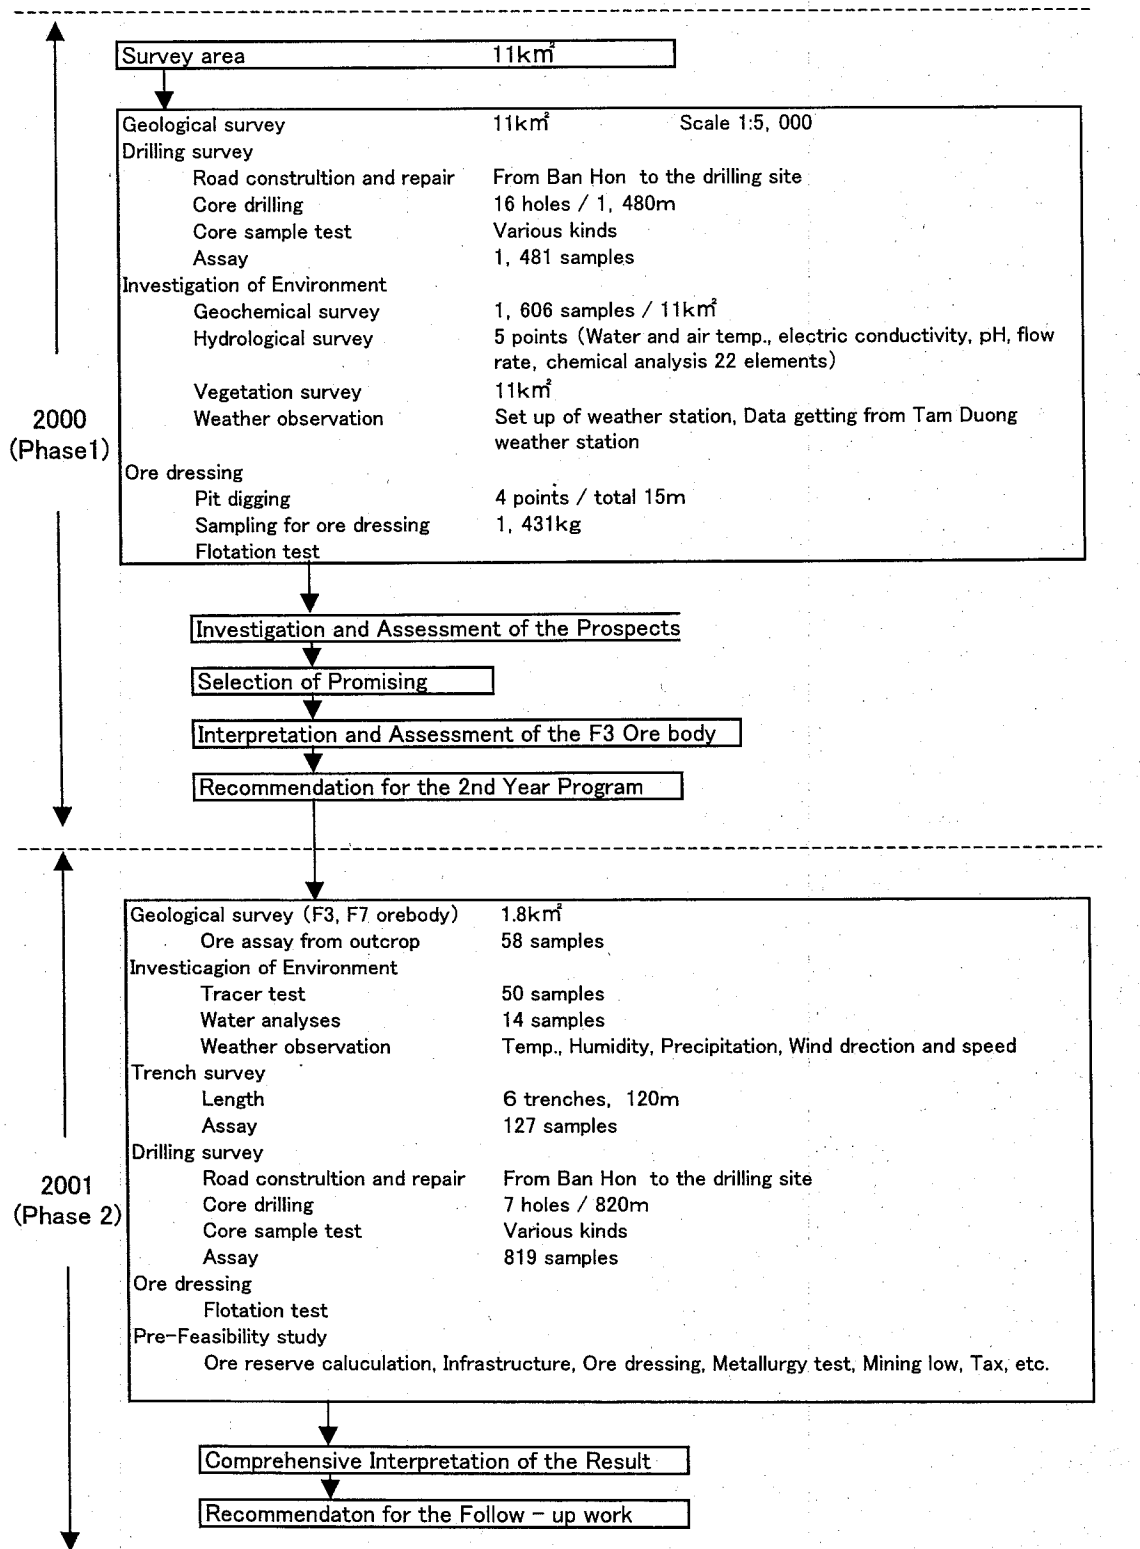 Survey area 11k㎡
Geological survey 11k㎡ Scale 1:5, 000
Drilling survey
Road construltion and repair From Ban Hon to the drilling site
Core drilling 16 holes / 1, 480m
Core sample test Various kinds
Assay 1, 481 samples
Investigation of Environment
Geochemical survey 1, 606 samples / 11k㎡
Hydrological survey 5 points (Water and air temp., electric conductivity, pH, flow
rate, chemical analysis 22 elements)
Vegetation survey 11k㎡
Weather observation Set up of weather station, Data getting from Tam Duong
weather station
2000
(Phase1)
Ore dressing
Pit digging 4 points / total 15m
Sampling for ore dressing 1, 431kg
Flotation test
Investigation and Assessment of the Prospects
Selection of Promising
Interpretation and Assessment of the F3 Ore body
Recommendation for the 2nd Year Program
Geological survey (F3, F7 orebody) 1.8k㎡
Ore assay from outcrop 58 samples
Investicagion of Environment
Tracer test 50 samples
Water analyses 14 samples
Weather observation Temp., Humidity, Precipitation, Wind drection and speed
Trench survey
Length 6 trenches, 120m
Assay 127 samples
Drilling survey
Road construltion and repair From Ban Hon to the drilling site
2001
(Phase 2)
Core drilling 7 holes / 820m
Core sample test Various kinds
Assay 819 samples
Ore dressing
Flotation test
Pre-Feasibility study
Ore reserve caluculation, Infrastructure, Ore dressing, Metallurgy test, Mining low, Tax, etc.
Comprehensive Interpretation of the Result
Recommendaton for the Follow - up work